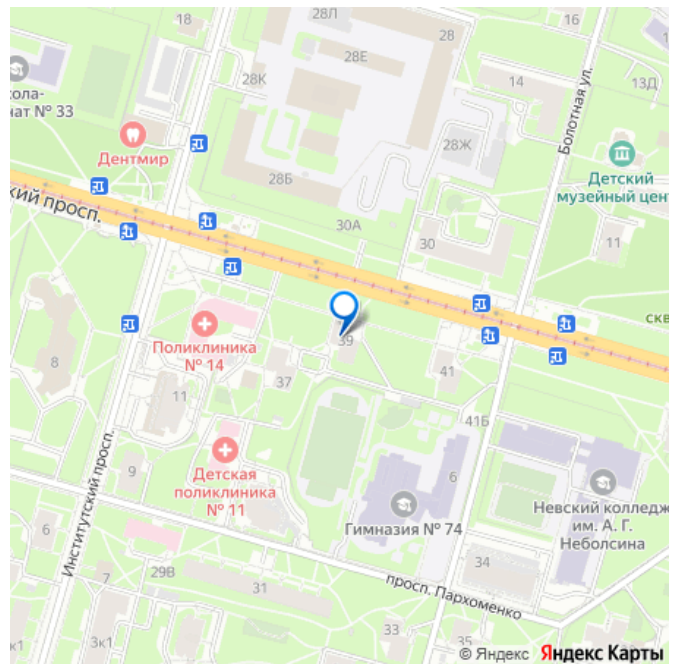 18
28Л
28
28Е
28К
14
13Д
кола-
нат № 33
Дентмир
28Ж
Болотная ул.
28Б
Детский
музейный цент
кий просп.
30А
30
11
скв
Поликлиника
№ 14
39
8
37
41
11
41Б
Институтский просп.
9
Детская
поликлиника
№ 11
6
Гимназия № 74
Невский колледж
им. А. Г.
Неболсина
6
34
29В
7
31
просп. Пархоменко
3к1
33
35
к1
© Яндекс Яндекс Карты